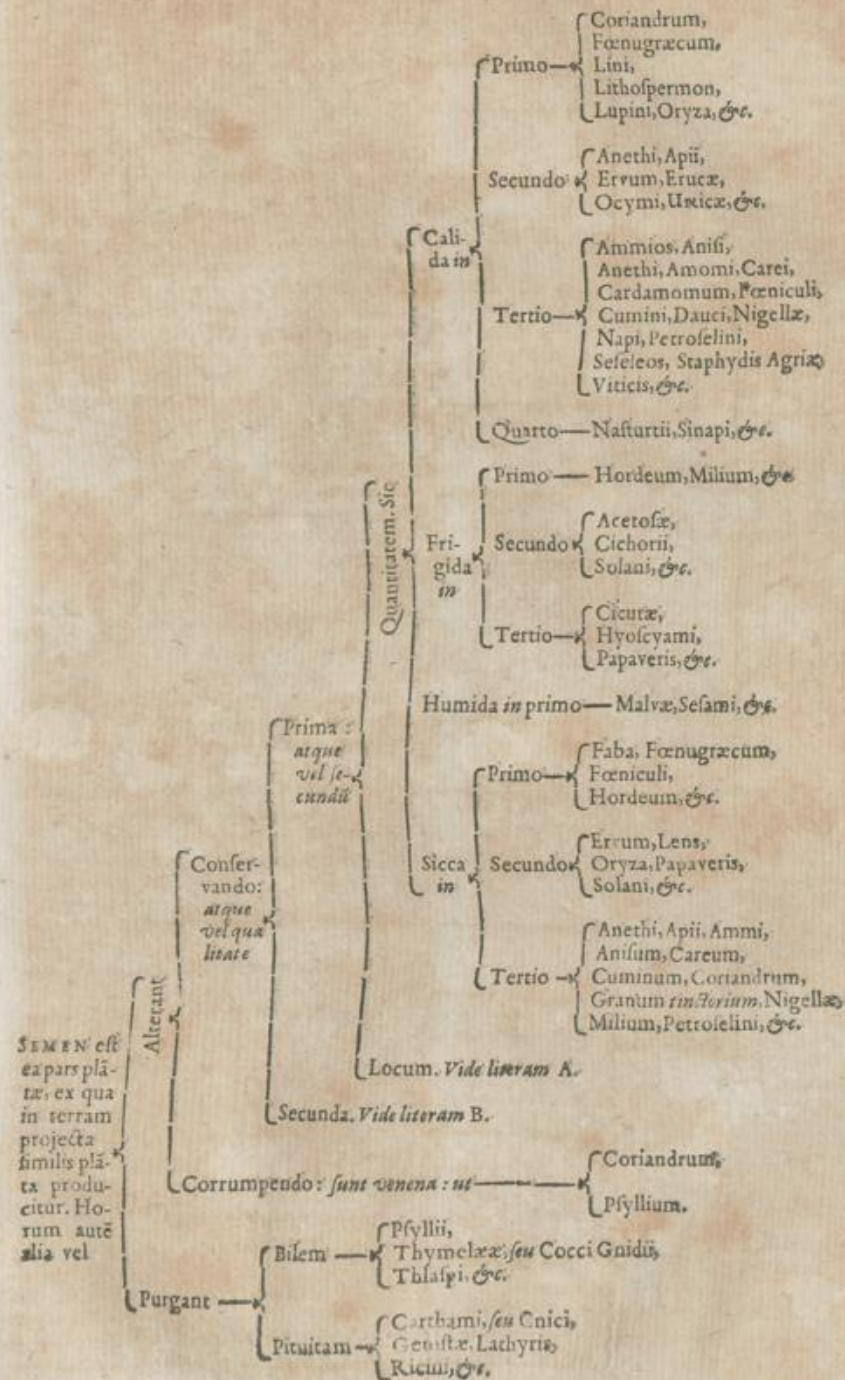 Coriandrum,
Fœnugræcum,
Primo
Lini,
Lithoſpermon,
Lupini, Oryza, &c.
Anethi, Apii,
Secundo
Ervum, Erucæ,
Ocymi, Urticæ, &c.
Cali-
da in
Ammios, Aniſi,
Anethi, Amomi, Carei,
Cardamomum, Fœniculi,
Tertio
Cumini, Dauci, Nigellæ,
Napi, Petroſelini,
Seſeleos, Staphydis Agriæ,
Viticis, &c.
Quarto
Naſturtii, Sinapi, &c.
Quantitatem. Sic
Primo
Hordeum, Milium, &c.
Fri-
gida
in
Acetoſæ,
Secundo
Cichorii,
Solani, &c.
Cicutæ,
Tertio
Hyoſcyami,
Papaveris, &c.
Humida in primo
Malvæ, Seſami, &c.
Prima :
atque
vel ſe-
cundū
Faba, Fœnugræcum,
Primo
Fœniculi,
Hordeum, &c.
Sicca
in
Ervum, Lens,
Secundo
Oryza, Papaveris,
Solani, &c.
Anethi, Apii, Ammi,
Aniſum, Careum,
Tertio
Cuminum, Coriandrum,
Granum tinctorium, Nigellæ,
Milium, Petroſelini, &c.
Conſer-
vando:
atque
vel qua
litate
Locum. Vide literam A.
Secunda. Vide literam B.
Alterant
SEMEN eſt
ea pars plā-
tæ, ex qua
in terram
projecta
ſimilis plā-
ta produ-
citur. Ho-
rum autē
alia vel
Corrumpendo : ſunt venena : ut
Coriandrum,
Pſyllium.
Purgant
Bilem
Pſyllii,
Thymelææ, ſeu Cocci Gnidii,
Thlaſpi, &c.
Pituitam
Carthami, ſeu Cnici,
Geniſtæ, Lathyris,
Ricini, &c.